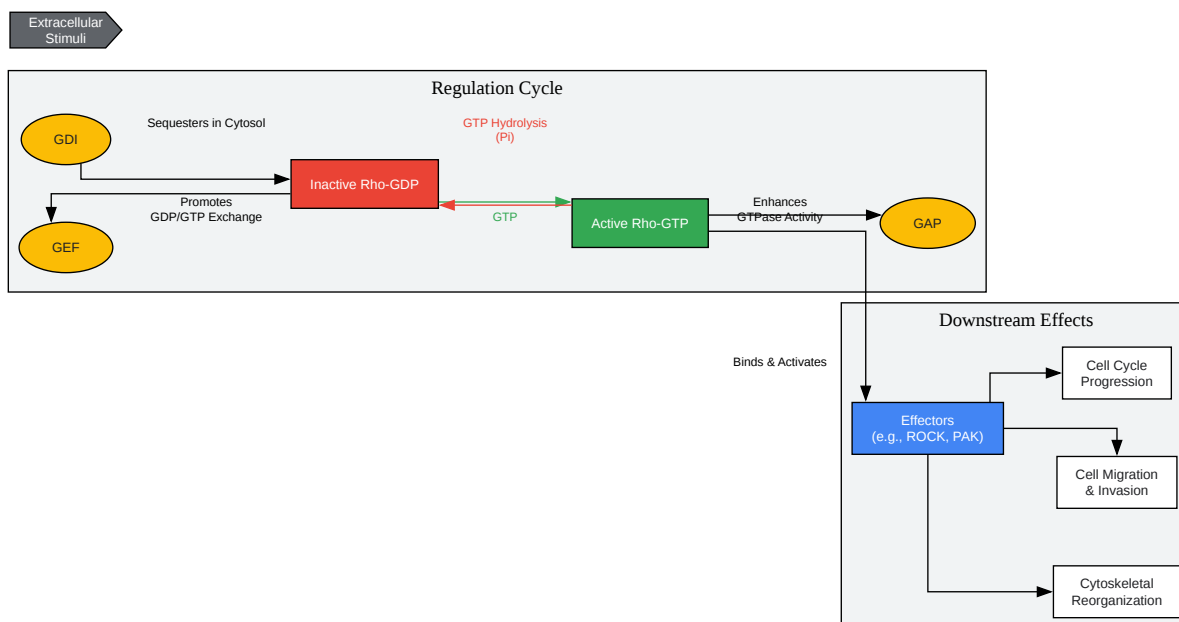 Extracellular
Stimuli
Regulation Cycle
GDI
Sequesters in Cytosol
GTP Hydrolysis
(Pi)
Inactive Rho-GDP
Promotes
GDP/GTP Exchange
GTP
Active Rho-GTP
Enhances
GTPase Activity
GAP
GEF
Downstream Effects
Binds & Activates
Cell Cycle
Progression
Effectors
(e.g., ROCK, PAK)
Cell Migration
& Invasion
Cytoskeletal
Reorganization